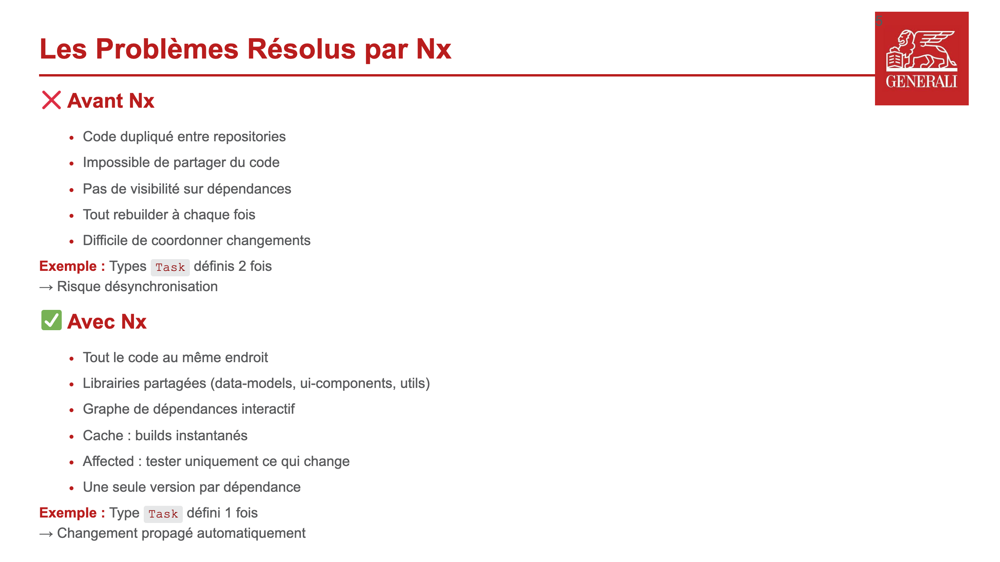 5
Les Problèmes Résolus par Nx
GENERALI
❌ Avant Nx
• Code dupliqué entre repositories
• Impossible de partager du code
• Pas de visibilité sur dépendances
• Tout rebuilder à chaque fois
• Difficile de coordonner changements
Exemple : Types Task définis 2 fois
→ Risque désynchronisation
✅ Avec Nx
• Tout le code au même endroit
• Librairies partagées (data-models, ui-components, utils)
• Graphe de dépendances interactif
• Cache : builds instantanés
• Affected : tester uniquement ce qui change
• Une seule version par dépendance
Exemple : Type Task défini 1 fois
→ Changement propagé automatiquement